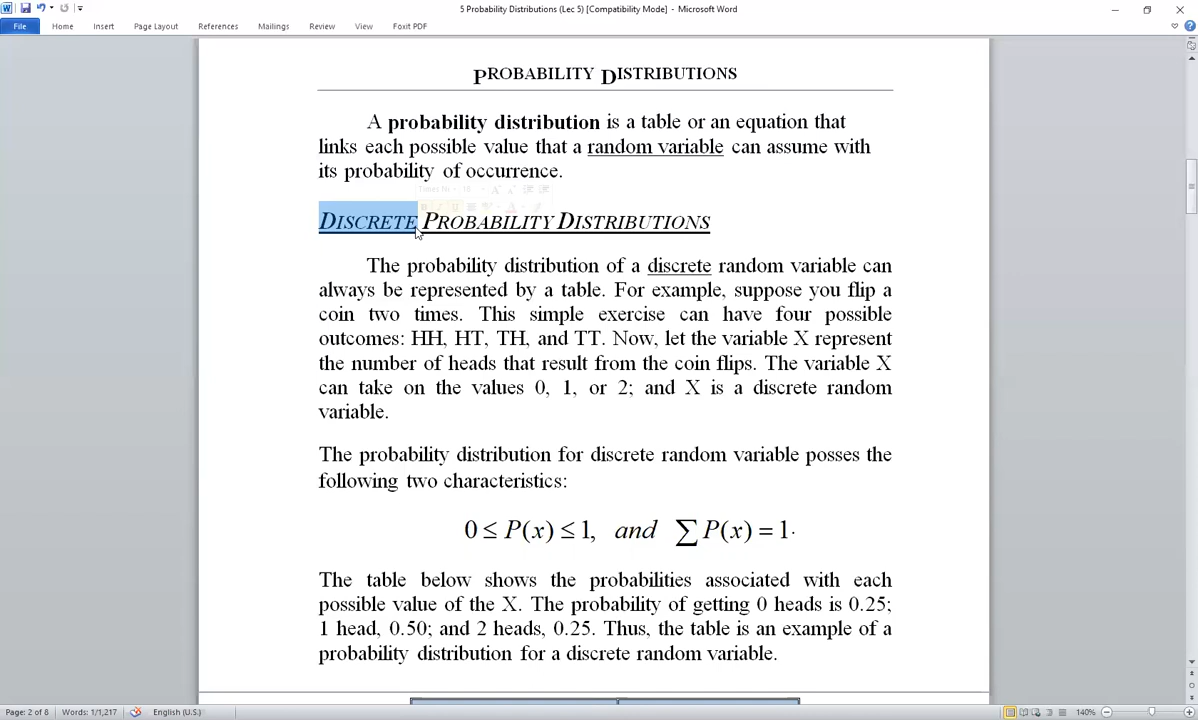 5 Probability Distributions (Lec 5) [Compatibility Mode] - Microsoft Word
File Home Insert Page Layout References Mailings Review View Foxit PDF
PROBABILITY DISTRIBUTIONS
A probability distribution is a table or an equation that
links each possible value that a random variable can assume with
its probability of occurrence.
DISCRETE PROBABILITY DISTRIBUTIONS
The probability distribution of a discrete random variable can
always be represented by a table. For example, suppose you flip a
coin two times. This simple exercise can have four possible
outcomes: HH, HT, TH, and TT. Now, let the variable X represent
the number of heads that result from the coin flips. The variable X
can take on the values 0, 1, or 2; and X is a discrete random
variable.
The probability distribution for discrete random variable posses the
following two characteristics:
0 ≤ P(x) ≤ 1, and ∑ P(x) = 1.
The table below shows the probabilities associated with each
possible value of the X. The probability of getting 0 heads is 0.25;
1 head, 0.50; and 2 heads, 0.25. Thus, the table is an example of a
probability distribution for a discrete random variable.
Page: 2 of 8 Words: 1/1,217 English (U.S.) 140%